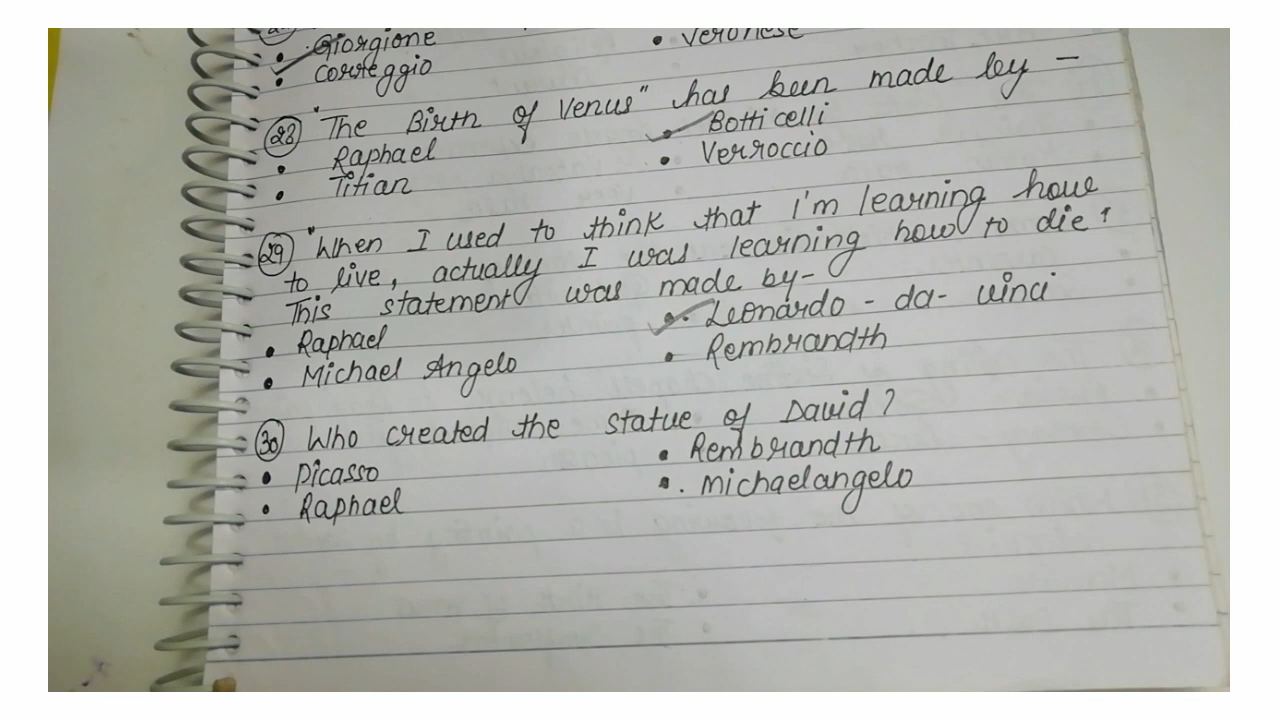 • Giorgione • Veronese
• Correggio
(28) "The Birth of Venus" has been made by —
• Raphael • Botticelli
• Titian • Verroccio
(29) "When I used to think that I'm learning how
to live, actually I was learning how to die"
This statement was made by-
• Raphael • Leonardo - da - vinci
• Michael Angelo • Rembrandth
(30) Who created the statue of David?
• Picasso • Rembrandth
• Raphael • Michaelangelo